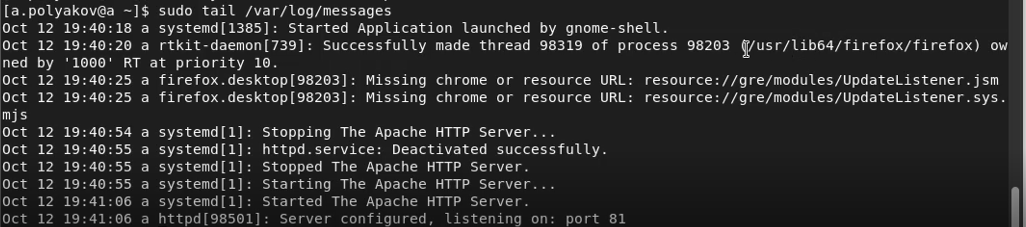 [a.polyakov@a ~]$ sudo tail /var/log/messages
Oct 12 19:40:18 a systemd[1385]: Started Application launched by gnome-shell.
Oct 12 19:40:20 a rtkit-daemon[739]: Successfully made thread 98319 of process 98203 (/usr/lib64/firefox/firefox) ow
ned by '1000' RT at priority 10.
Oct 12 19:40:25 a firefox.desktop[98203]: Missing chrome or resource URL: resource://gre/modules/UpdateListener.jsm
Oct 12 19:40:25 a firefox.desktop[98203]: Missing chrome or resource URL: resource://gre/modules/UpdateListener.sys.
mjs
Oct 12 19:40:54 a systemd[1]: Stopping The Apache HTTP Server...
Oct 12 19:40:55 a systemd[1]: httpd.service: Deactivated successfully.
Oct 12 19:40:55 a systemd[1]: Stopped The Apache HTTP Server.
Oct 12 19:40:55 a systemd[1]: Starting The Apache HTTP Server...
Oct 12 19:41:06 a systemd[1]: Started The Apache HTTP Server.
Oct 12 19:41:06 a httpd[98501]: Server configured, listening on: port 81